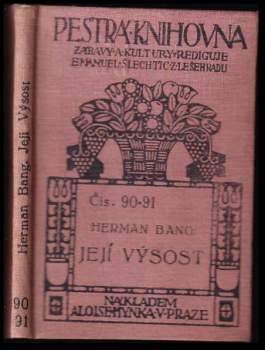 PESTRÁ·KNIHOVNA
ZÁBAVY·A·KULTURY·REDIGUJE
EMANUEL·ŠLECHTIC·Z·LEŠEHRADU
Čís. 90-91
HERMAN BANG:
JEJÍ VÝSOST
NÁKLADEM
ALOISE·HYNKA·V·PRAZE
Herman Bang. Její Výsost
90
91